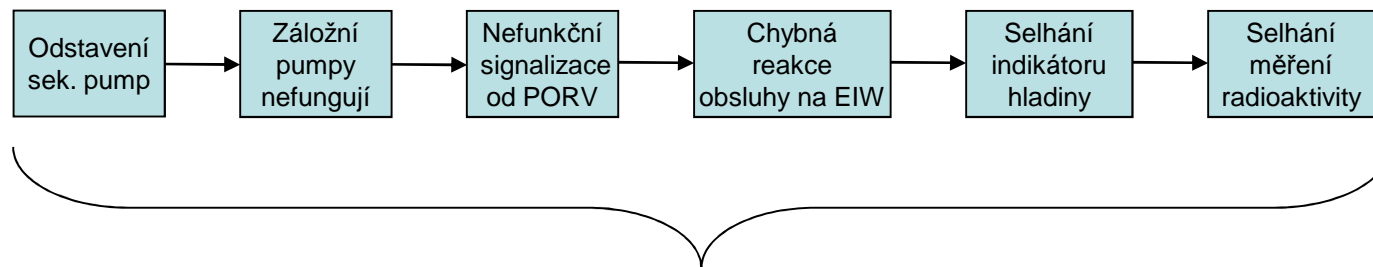 Odstavení
sek. pump
Záložní
pumpy
nefungují
Nefunkční
signalizace
od PORV
Chybná
reakce
obsluhy na EIW
Selhání
indikátoru
hladiny
Selhání
měření
radioaktivity